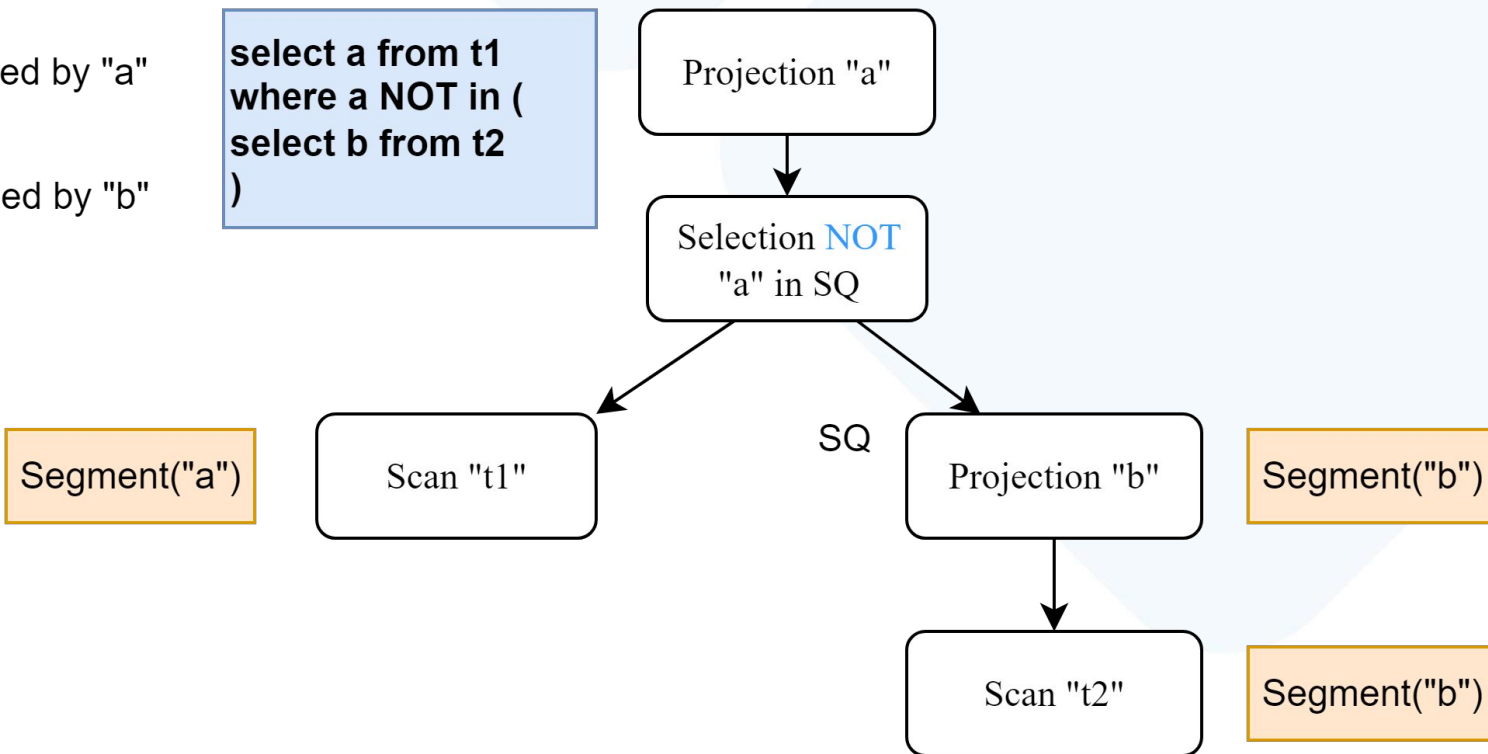 ed by "a"
ed by "b"
select a from t1
where a NOT in (
select b from t2
)
Projection "a"
Selection NOT
"a" in SQ
Segment("a")
Scan "t1"
SQ
Projection "b"
Segment("b")
Scan "t2"
Segment("b")